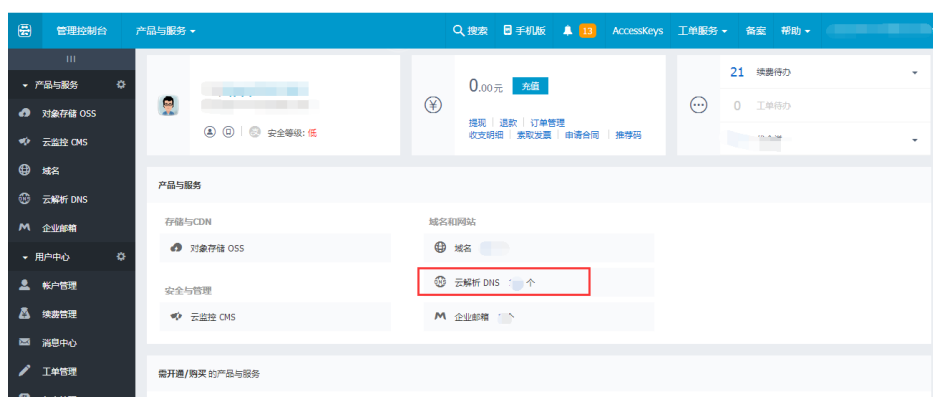 管理控制台 产品与服务 搜索 手机版 13 AccessKeys 工单服务 备案 帮助
产品与服务
对象存储 OSS
云监控 CMS
域名
云解析 DNS
企业邮箱
用户中心
帐户管理
续费管理
消息中心
工单管理
安全等级: 低
0.00元 充值
提现 退款 订单管理
收支明细 索取发票 申请合同 推荐码
21 续费待办
0 工单待办
产品与服务
存储与CDN
对象存储 OSS
安全与管理
云监控 CMS
域名和网站
域名
云解析 DNS 个
企业邮箱
需开通/购买 的产品与服务